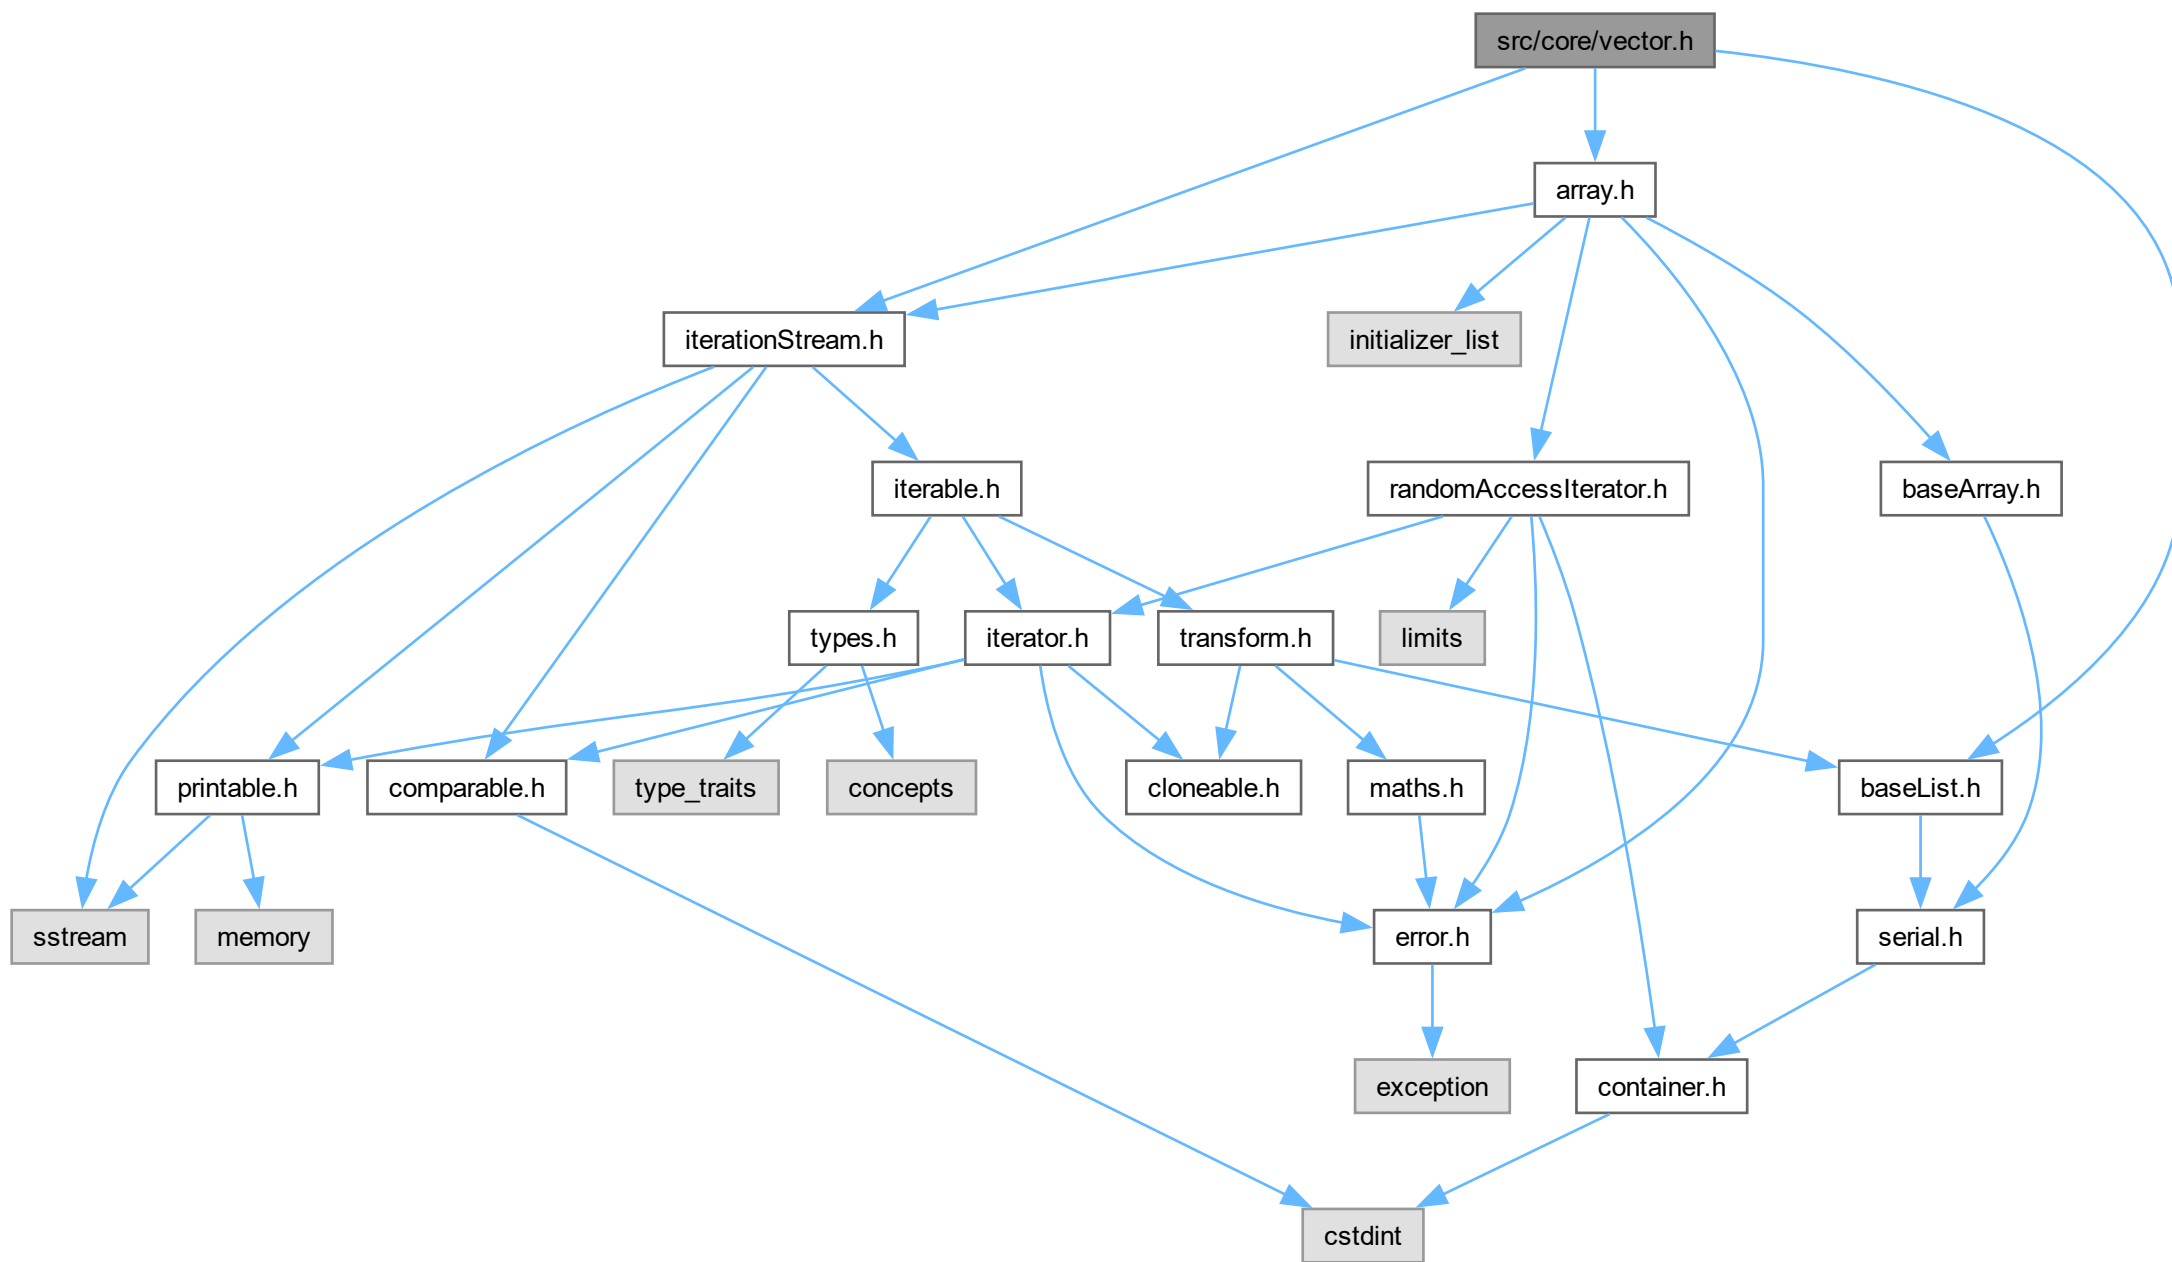 src/core/vector.h
array.h
iterationStream.h
initializer_list
iterable.h
randomAccessIterator.h
baseArray.h
types.h
iterator.h
transform.h
limits
printable.h
comparable.h
type_traits
concepts
cloneable.h
maths.h
baseList.h
sstream
memory
error.h
serial.h
exception
container.h
cstdint